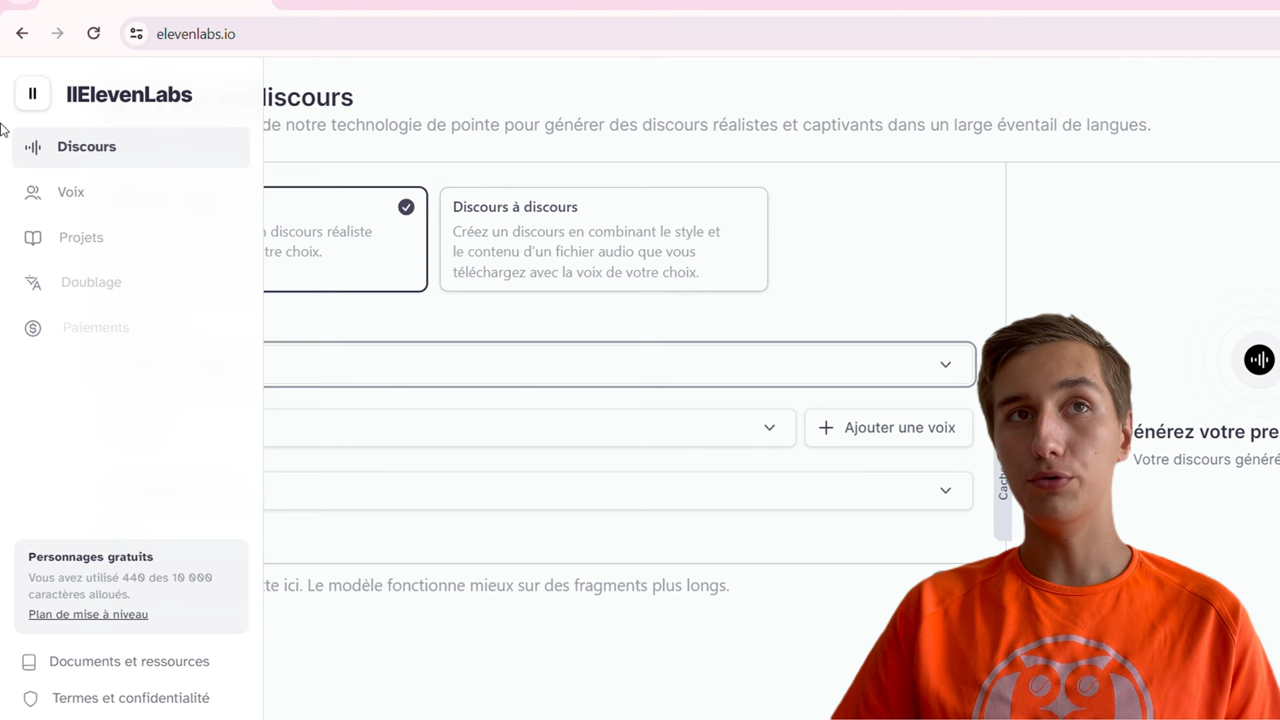 elevenlabs.io
IIElevenLabs
Discours
Voix
Projets
Doublage
Paiements
Personnages gratuits
Vous avez utilisé 440 des 10 000
caractères alloués.
Plan de mise à niveau
Documents et ressources
Termes et confidentialité
discours
de notre technologie de pointe pour générer des discours réalistes et captivants dans un large éventail de langues.
discours réaliste
tre choix.
Discours à discours
Créez un discours en combinant le style et
le contenu d'un fichier audio que vous
téléchargez avec la voix de votre choix.
Ajouter une voix
te ici. Le modèle fonctionne mieux sur des fragments plus longs.
Cach
énérez votre pre
Votre discours généré